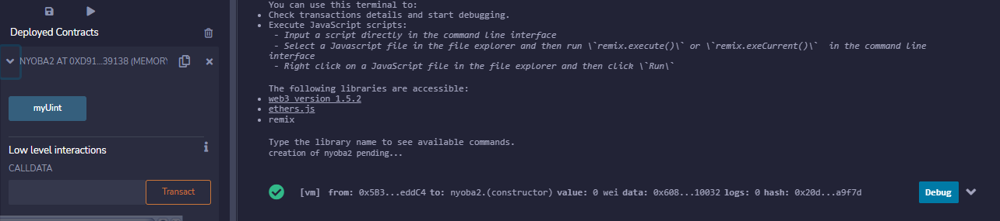 Deployed Contracts
NYOBA2 AT 0XD91...39138 (MEMORY
myUint
Low level interactions
CALLDATA
Transact
You can use this terminal to:
Check transactions details and start debugging.
Execute JavaScript scripts:
- Input a script directly in the command line interface
- Select a Javascript file in the file explorer and then run \`remix.execute()\` or \`remix.exeCurrent()\` in the command line
interface
- Right click on a JavaScript file in the file explorer and then click \`Run\`
The following libraries are accessible:
web3 version 1.5.2
ethers.js
remix
Type the library name to see available commands.
creation of nyoba2 pending...
[vm] from: 0x5B3...eddC4 to: nyoba2.(constructor) value: 0 wei data: 0x608...10032 logs: 0 hash: 0x20d...a9f7d
Debug